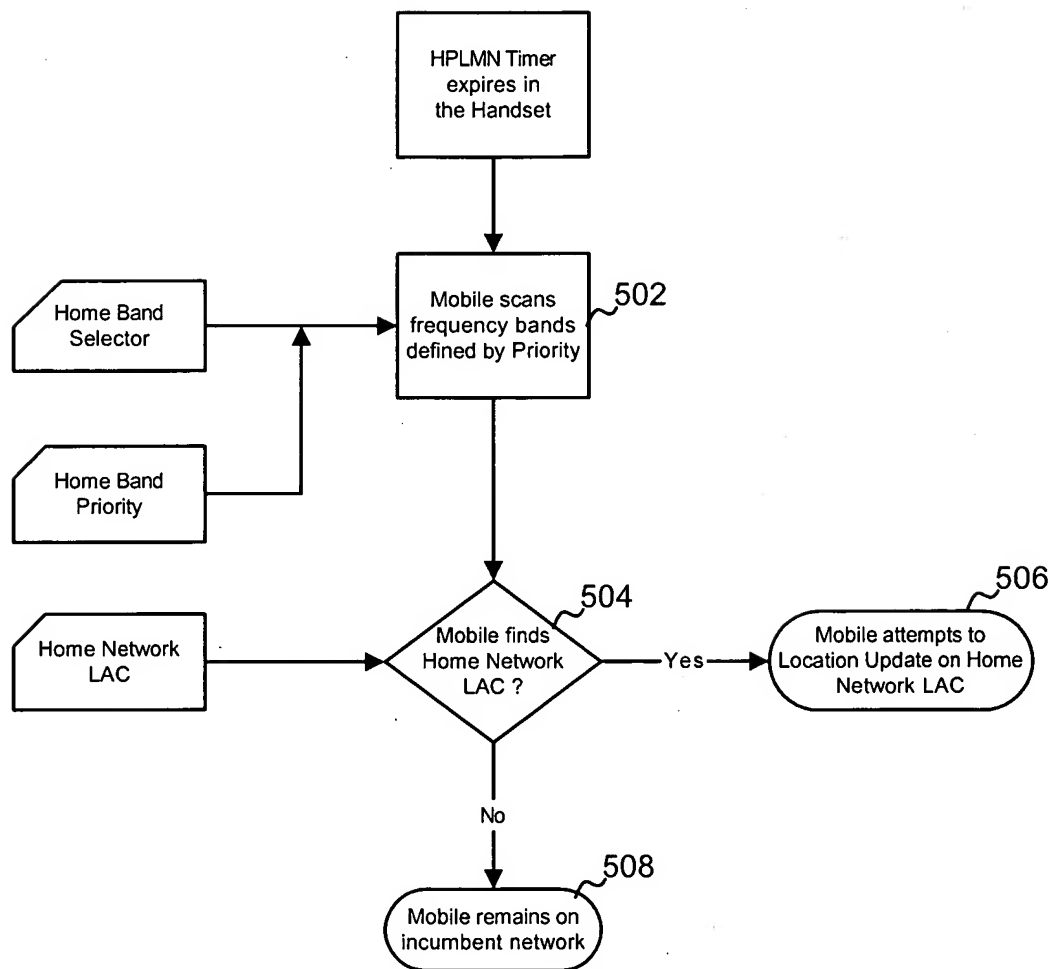 HPLMN Timer
expires in
the Handset
Home Band
Selector
Mobile scans
frequency bands
defined by Priority
502
Home Band
Priority
Home Network
LAC
Mobile finds
Home Network
LAC ?
504
Yes
506
Mobile attempts to
Location Update on Home
Network LAC
No
508
Mobile remains on
incumbent network